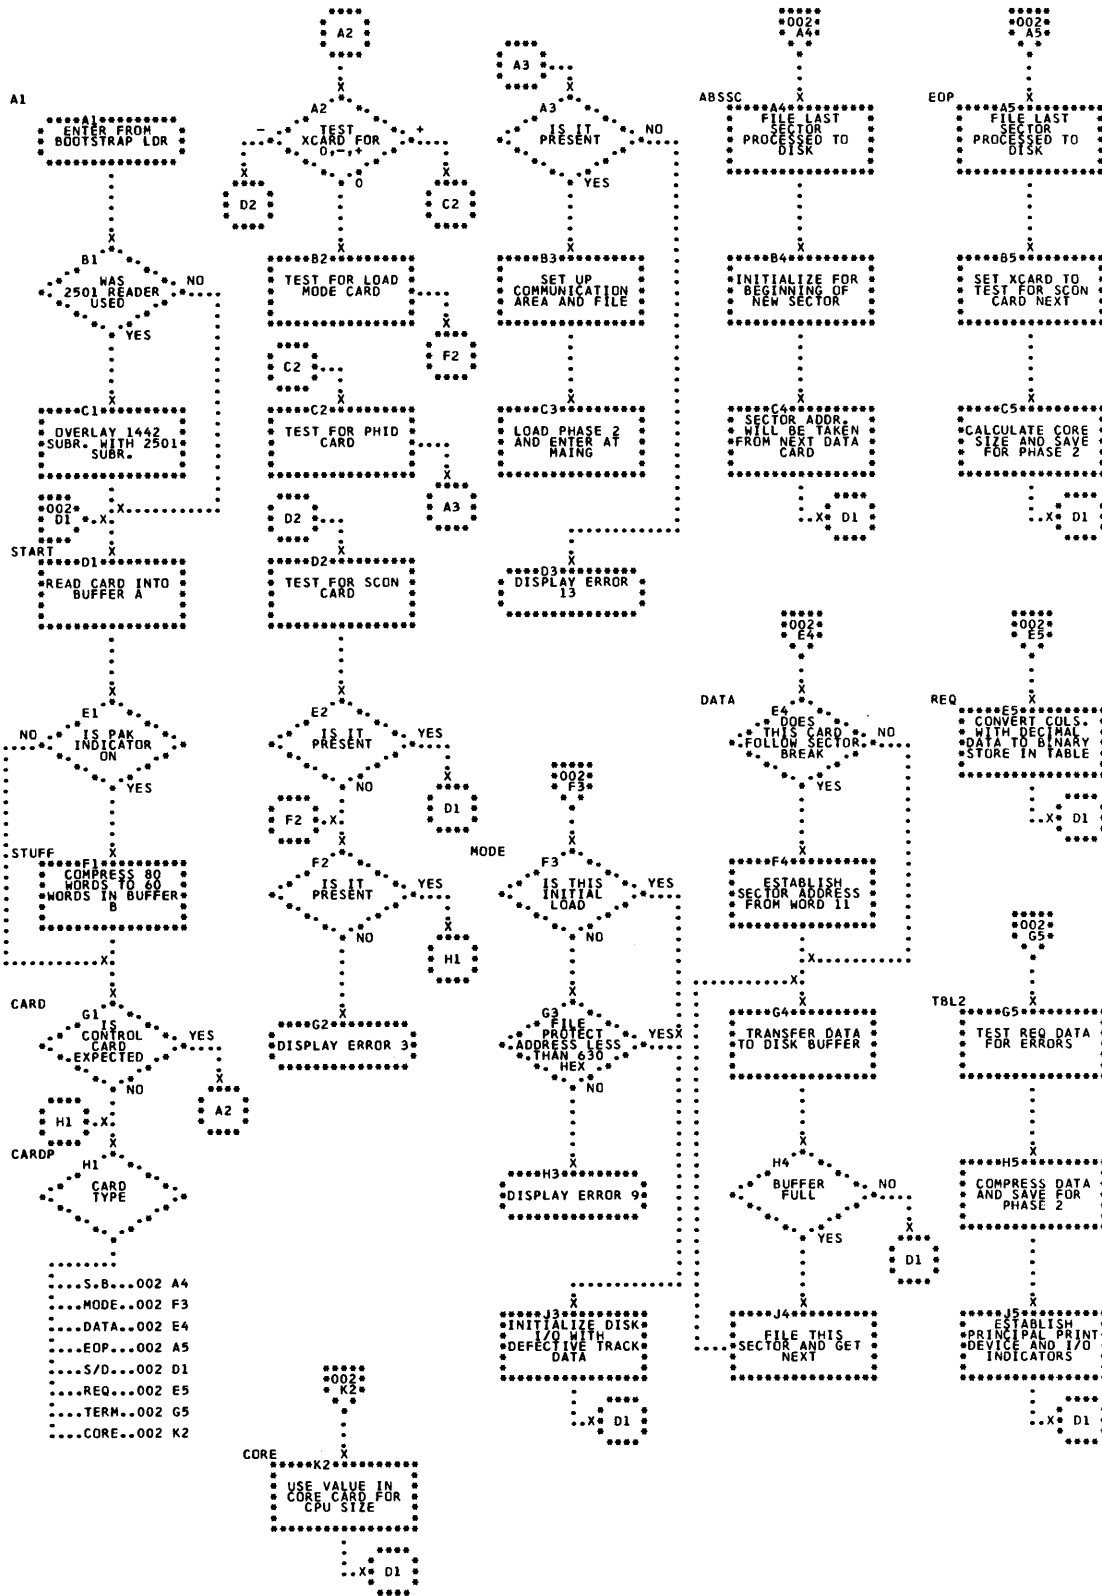 A1
A1
ENTER FROM
BOOTSTRAP LDR
B1
WAS
2501 READER
USED
NO
YES
C1
OVERLAY 1442
SUBR. WITH 2501
SUBR.
002
D1
START
D1
READ CARD INTO
BUFFER A
E1
NO
IS PAK
INDICATOR
ON
YES
STUFF
F1
COMPRESS 80
WORDS TO 60
WORDS IN BUFFER
B
CARD
G1
IS
CONTROL
CARD
EXPECTED
YES
NO
A2
H1
CARDP
H1
CARD
TYPE
S.B...002 A4
MODE..002 F3
DATA..002 E4
EOP...002 A5
S/D...002 D1
REQ...002 E5
TERM..002 G5
CORE..002 K2
A2
A2
TEST
XCARD FOR
0,-,+
-
+
0
D2
C2
B2
TEST FOR LOAD
MODE CARD
F2
C2
C2
TEST FOR PHID
CARD
A3
D2
D2
TEST FOR SCON
CARD
E2
IS IT
PRESENT
YES
NO
D1
F2
F2
IS IT
PRESENT
YES
NO
H1
G2
DISPLAY ERROR 3
002
K2
CORE
K2
USE VALUE IN
CORE CARD FOR
CPU SIZE
D1
A3
A3
IS IT
PRESENT
NO
YES
B3
SET UP
COMMUNICATION
AREA AND FILE
C3
LOAD PHASE 2
AND ENTER AT
MAING
D3
DISPLAY ERROR
13
002
F3
MODE
F3
IS THIS
INITIAL
LOAD
YES
NO
G3
FILE
PROTECT
ADDRESS LESS
THAN 630
HEX
YES
NO
H3
DISPLAY ERROR 9
J3
INITIALIZE DISK
I/O WITH
DEFECTIVE TRACK
DATA
D1
002
A4
ABSSC
A4
FILE LAST
SECTOR
PROCESSED TO
DISK
B4
INITIALIZE FOR
BEGINNING OF
NEW SECTOR
C4
SECTOR ADDR.
WILL BE TAKEN
FROM NEXT DATA
CARD
D1
002
E4
DATA
E4
DOES
THIS CARD
FOLLOW SECTOR
BREAK
NO
YES
F4
ESTABLISH
SECTOR ADDRESS
FROM WORD 11
G4
TRANSFER DATA
TO DISK BUFFER
H4
BUFFER
FULL
NO
YES
D1
J4
FILE THIS
SECTOR AND GET
NEXT
002
A5
EOP
A5
FILE LAST
SECTOR
PROCESSED TO
DISK
B5
SET XCARD TO
TEST FOR SCON
CARD NEXT
C5
CALCULATE CORE
SIZE AND SAVE
FOR PHASE 2
D1
002
E5
REQ
E5
CONVERT COLS.
WITH DECIMAL
DATA TO BINARY
STORE IN TABLE
D1
002
G5
TBL2
G5
TEST REQ DATA
FOR ERRORS
H5
COMPRESS DATA
AND SAVE FOR
PHASE 2
J5
ESTABLISH
PRINCIPAL PRINT
DEVICE AND I/O
INDICATORS
D1